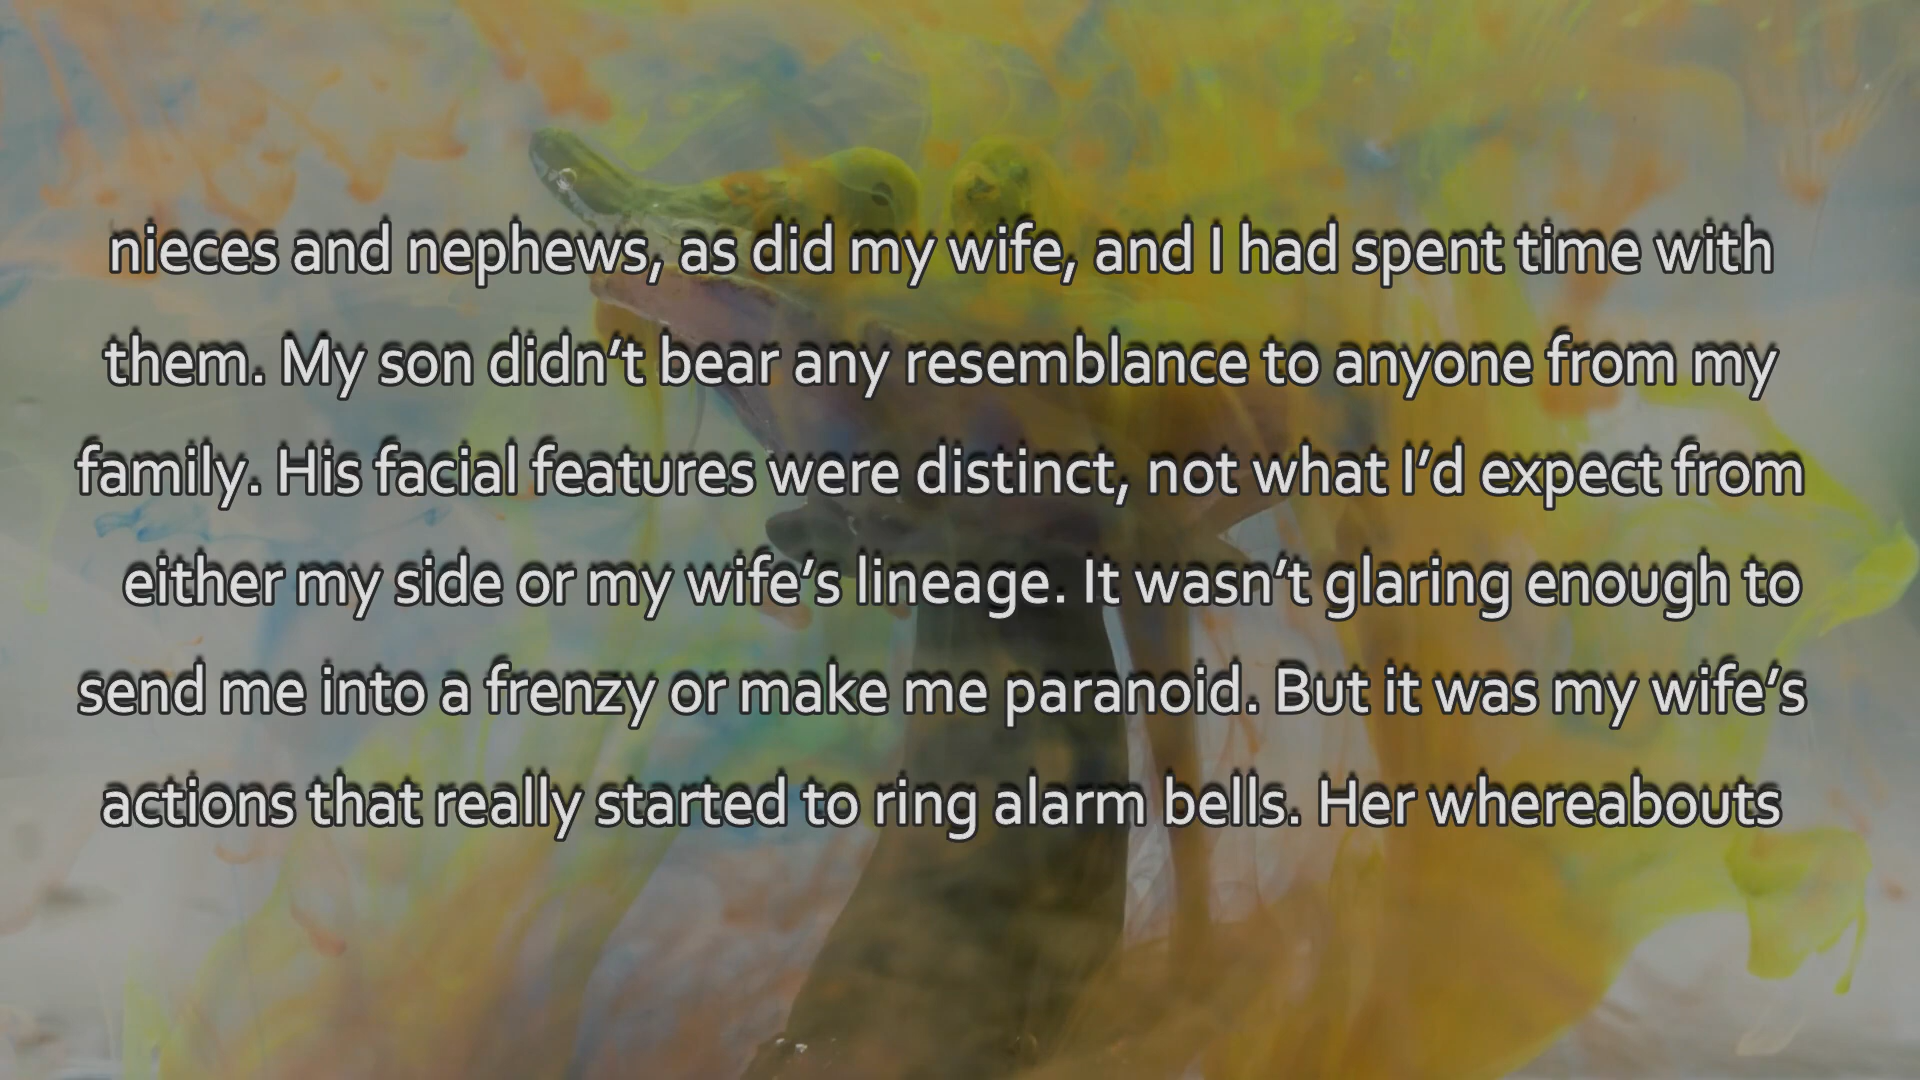 nieces and nephews, as did my wife, and I had spent time with
them. My son didn’t bear any resemblance to anyone from my
family. His facial features were distinct, not what I’d expect from
either my side or my wife’s lineage. It wasn’t glaring enough to
send me into a frenzy or make me paranoid. But it was my wife’s
actions that really started to ring alarm bells. Her whereabouts